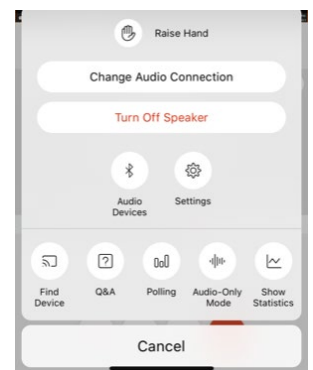 Raise Hand
Change Audio Connection
Turn Off Speaker
Audio
Devices
Settings
Find
Device
Q&A
Polling
Audio-Only
Mode
Show
Statistics
Cancel